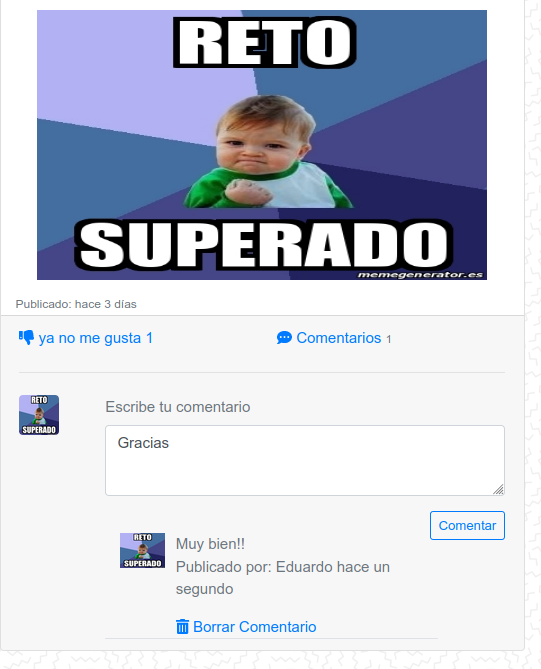 RETO
SUPERADO
memegenerator.es
Publicado: hace 3 días
ya no me gusta 1
Comentarios 1
RETO
SUPERADO
Escribe tu comentario
Gracias
Comentar
RETO
SUPERADO
Muy bien!!
Publicado por: Eduardo hace un
segundo
Borrar Comentario